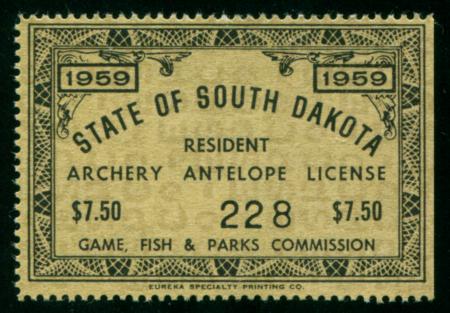 1959 1959
STATE OF SOUTH DAKOTA
RESIDENT
ARCHERY ANTELOPE LICENSE
$7.50 228 $7.50
GAME, FISH & PARKS COMMISSION
EUREKA SPECIALTY PRINTING CO.